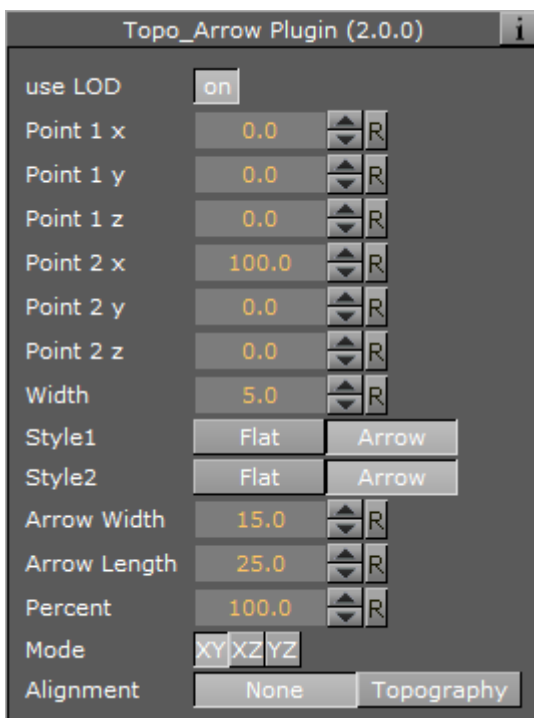 Topo_Arrow Plugin (2.0.0) i
use LOD on
Point 1 x 0.0 R
Point 1 y 0.0 R
Point 1 z 0.0 R
Point 2 x 100.0 R
Point 2 y 0.0 R
Point 2 z 0.0 R
Width 5.0 R
Style1 Flat Arrow
Style2 Flat Arrow
Arrow Width 15.0 R
Arrow Length 25.0 R
Percent 100.0 R
Mode XY XZ YZ
Alignment None Topography